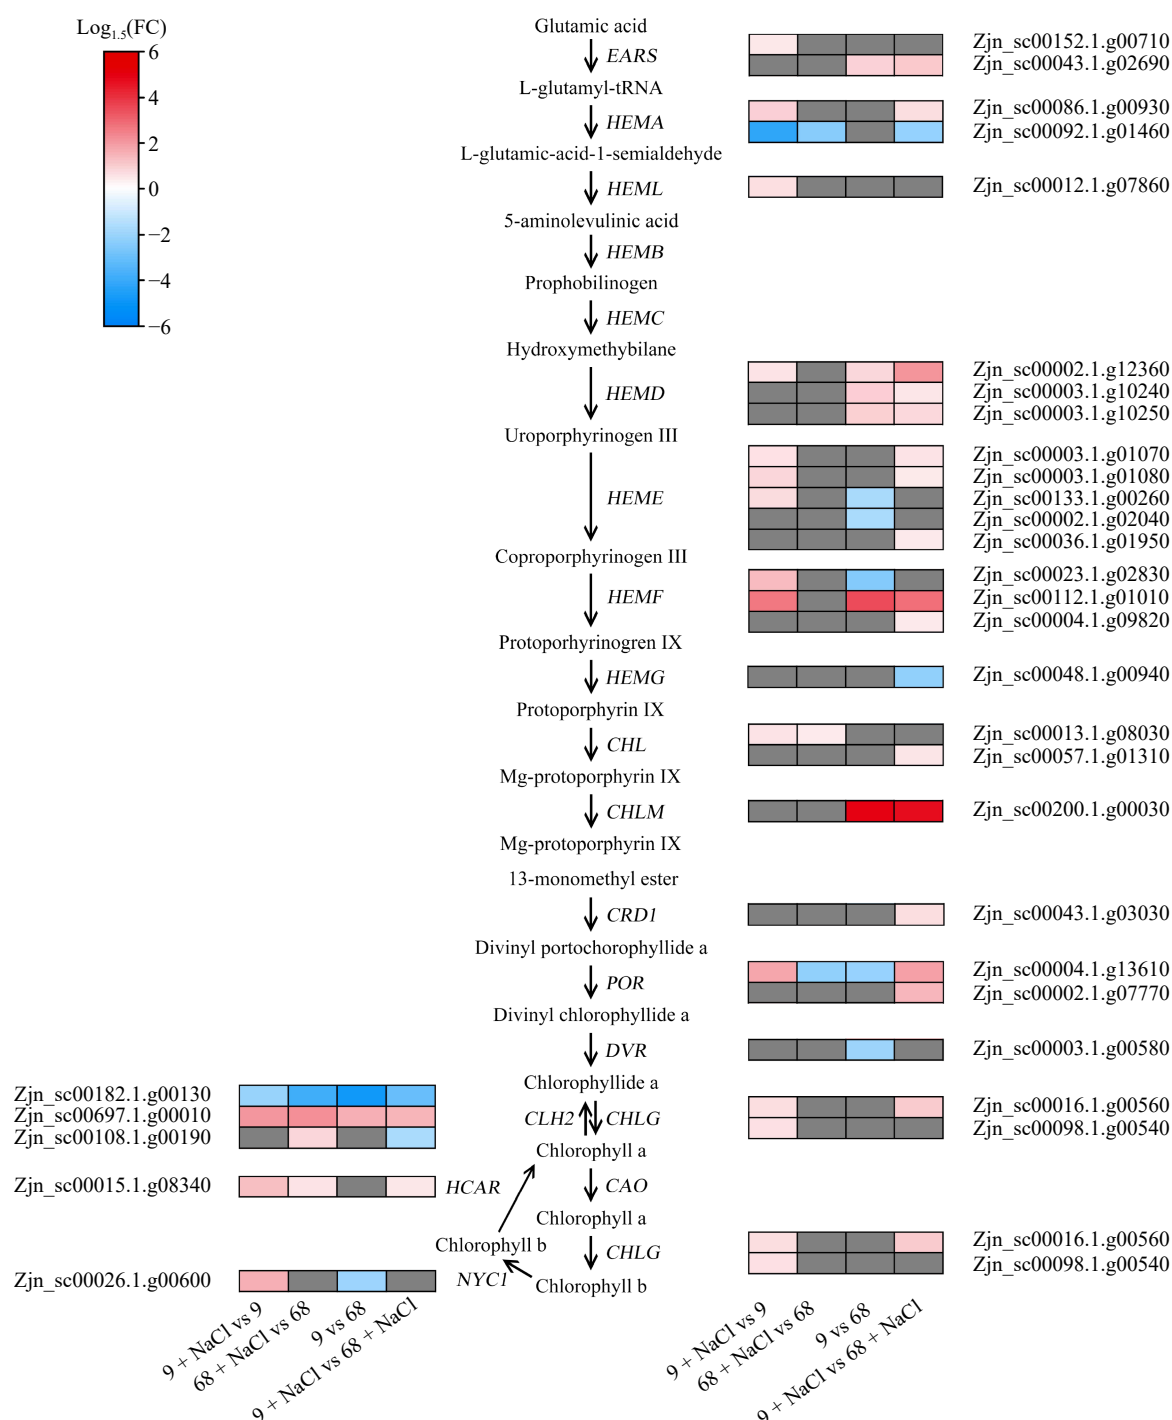 Log1.5(FC)
6
4
2
0
−2
−4
−6
Glutamic acid
EARS
L-glutamyl-tRNA
HEMA
L-glutamic-acid-1-semialdehyde
HEML
5-aminolevulinic acid
HEMB
Prophobilinogen
HEMC
Hydroxymethybilane
HEMD
Uroporphyrinogen III
HEME
Coproporphyrinogen III
HEMF
Protoporhyrinogren IX
HEMG
Protoporphyrin IX
CHL
Mg-protoporphyrin IX
CHLM
Mg-protoporphyrin IX
13-monomethyl ester
CRD1
Divinyl portochorophyllide a
POR
Divinyl chlorophyllide a
DVR
Chlorophyllide a
CLH2 CHLG
Chlorophyll a
HCAR CAO
Chlorophyll a
Chlorophyll b CHLG
NYC1
Chlorophyll b
Zjn_sc00152.1.g00710
Zjn_sc00043.1.g02690
Zjn_sc00086.1.g00930
Zjn_sc00092.1.g01460
Zjn_sc00012.1.g07860
Zjn_sc00002.1.g12360
Zjn_sc00003.1.g10240
Zjn_sc00003.1.g10250
Zjn_sc00003.1.g01070
Zjn_sc00003.1.g01080
Zjn_sc00133.1.g00260
Zjn_sc00002.1.g02040
Zjn_sc00036.1.g01950
Zjn_sc00023.1.g02830
Zjn_sc00112.1.g01010
Zjn_sc00004.1.g09820
Zjn_sc00048.1.g00940
Zjn_sc00013.1.g08030
Zjn_sc00057.1.g01310
Zjn_sc00200.1.g00030
Zjn_sc00043.1.g03030
Zjn_sc00004.1.g13610
Zjn_sc00002.1.g07770
Zjn_sc00003.1.g00580
Zjn_sc00016.1.g00560
Zjn_sc00098.1.g00540
Zjn_sc00016.1.g00560
Zjn_sc00098.1.g00540
9 + NaCl vs 9
68 + NaCl vs 68
9 vs 68
9 + NaCl vs 68 + NaCl
Zjn_sc00182.1.g00130
Zjn_sc00697.1.g00010
Zjn_sc00108.1.g00190
Zjn_sc00015.1.g08340
Zjn_sc00026.1.g00600
9 + NaCl vs 9
68 + NaCl vs 68
9 vs 68
9 + NaCl vs 68 + NaCl